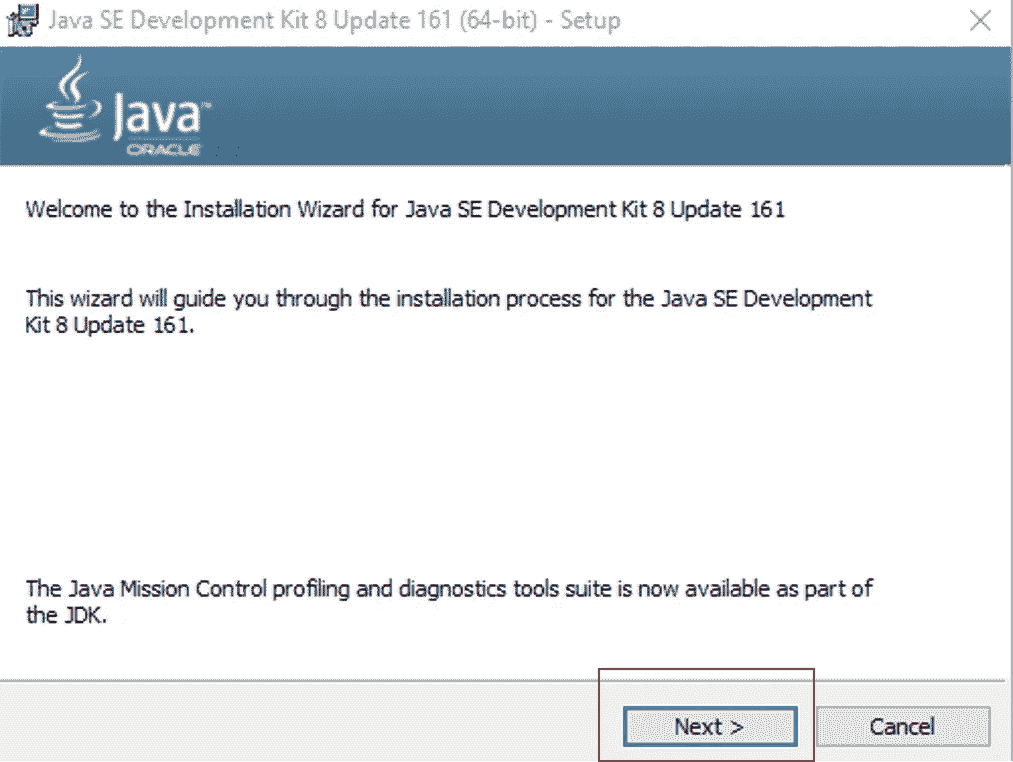 Java SE Development Kit 8 Update 161 (64-bit) - Setup
Java™
ORACLE
Welcome to the Installation Wizard for Java SE Development Kit 8 Update 161
This wizard will guide you through the installation process for the Java SE Development
Kit 8 Update 161.
The Java Mission Control profiling and diagnostics tools suite is now available as part of
the JDK.
Next >
Cancel